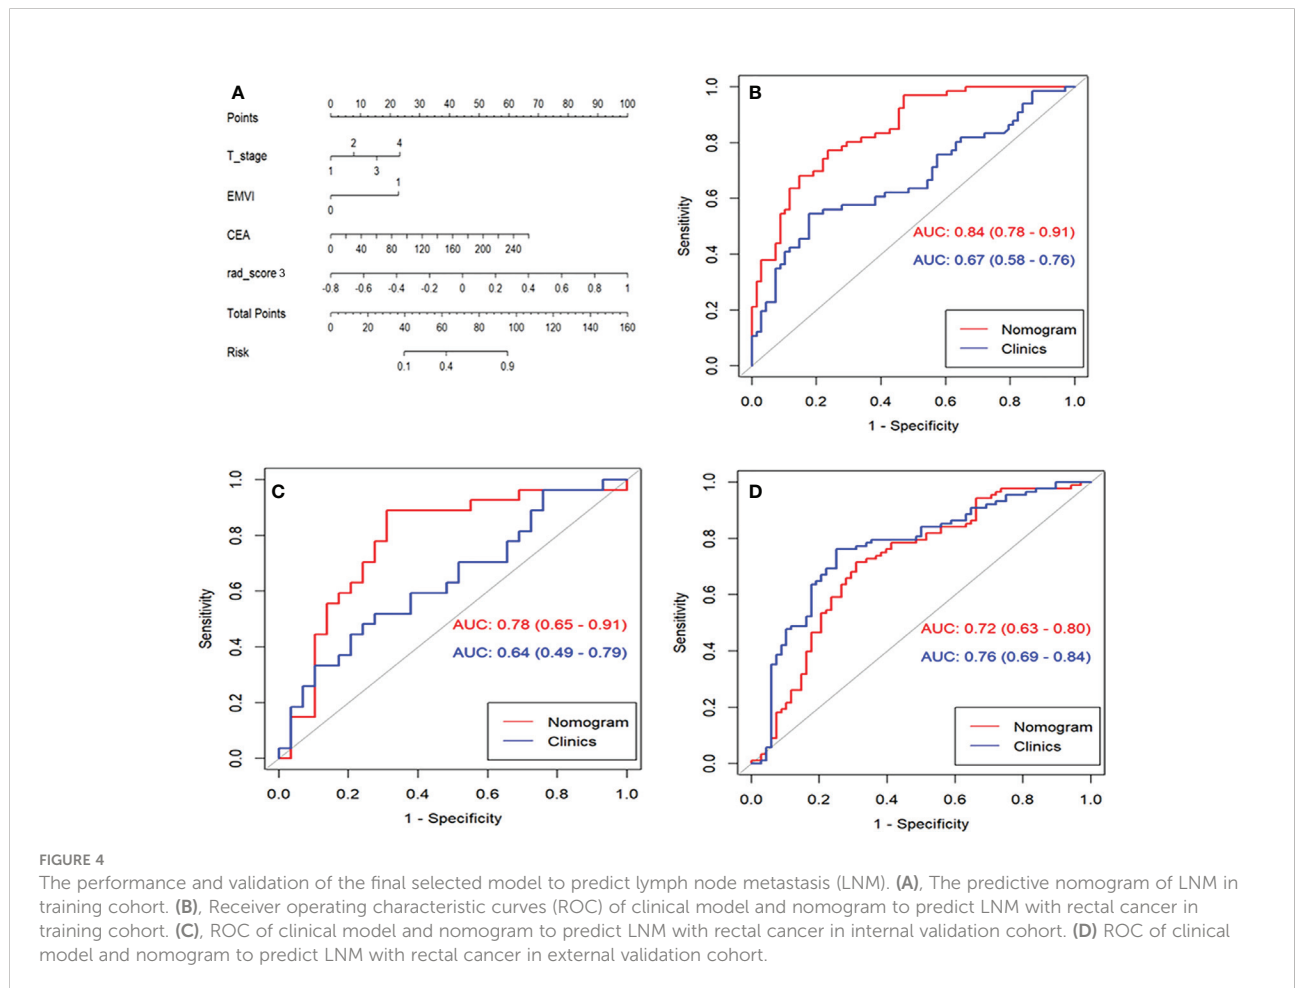 A
Points
0 10 20 30 40 50 60 70 80 90 100
T_stage
2 4
1 3
EMVI
1
0
CEA
0 40 80 120 160 200 240
rad_score 3
-0.8 -0.6 -0.4 -0.2 0 0.2 0.4 0.6 0.8 1
Total Points
0 20 40 60 80 100 120 140 160
Risk
0.1 0.4 0.9
B
Sensitivity
1.0
0.8
0.6
0.4
0.2
0.0
AUC: 0.84 (0.78 - 0.91)
AUC: 0.67 (0.58 - 0.76)
Nomogram
Clinics
0.0 0.2 0.4 0.6 0.8 1.0
1 - Specificity
C
Sensitivity
1.0
0.8
0.6
0.4
0.2
0.0
AUC: 0.78 (0.65 - 0.91)
AUC: 0.64 (0.49 - 0.79)
Nomogram
Clinics
0.0 0.2 0.4 0.6 0.8 1.0
1 - Specificity
D
Sensitivity
1.0
0.8
0.6
0.4
0.2
0.0
AUC: 0.72 (0.63 - 0.80)
AUC: 0.76 (0.69 - 0.84)
Nomogram
Clinics
0.0 0.2 0.4 0.6 0.8 1.0
1 - Specificity
FIGURE 4
The performance and validation of the final selected model to predict lymph node metastasis (LNM). (A), The predictive nomogram of LNM in
training cohort. (B), Receiver operating characteristic curves (ROC) of clinical model and nomogram to predict LNM with rectal cancer in
training cohort. (C), ROC of clinical model and nomogram to predict LNM with rectal cancer in internal validation cohort. (D) ROC of clinical
model and nomogram to predict LNM with rectal cancer in external validation cohort.